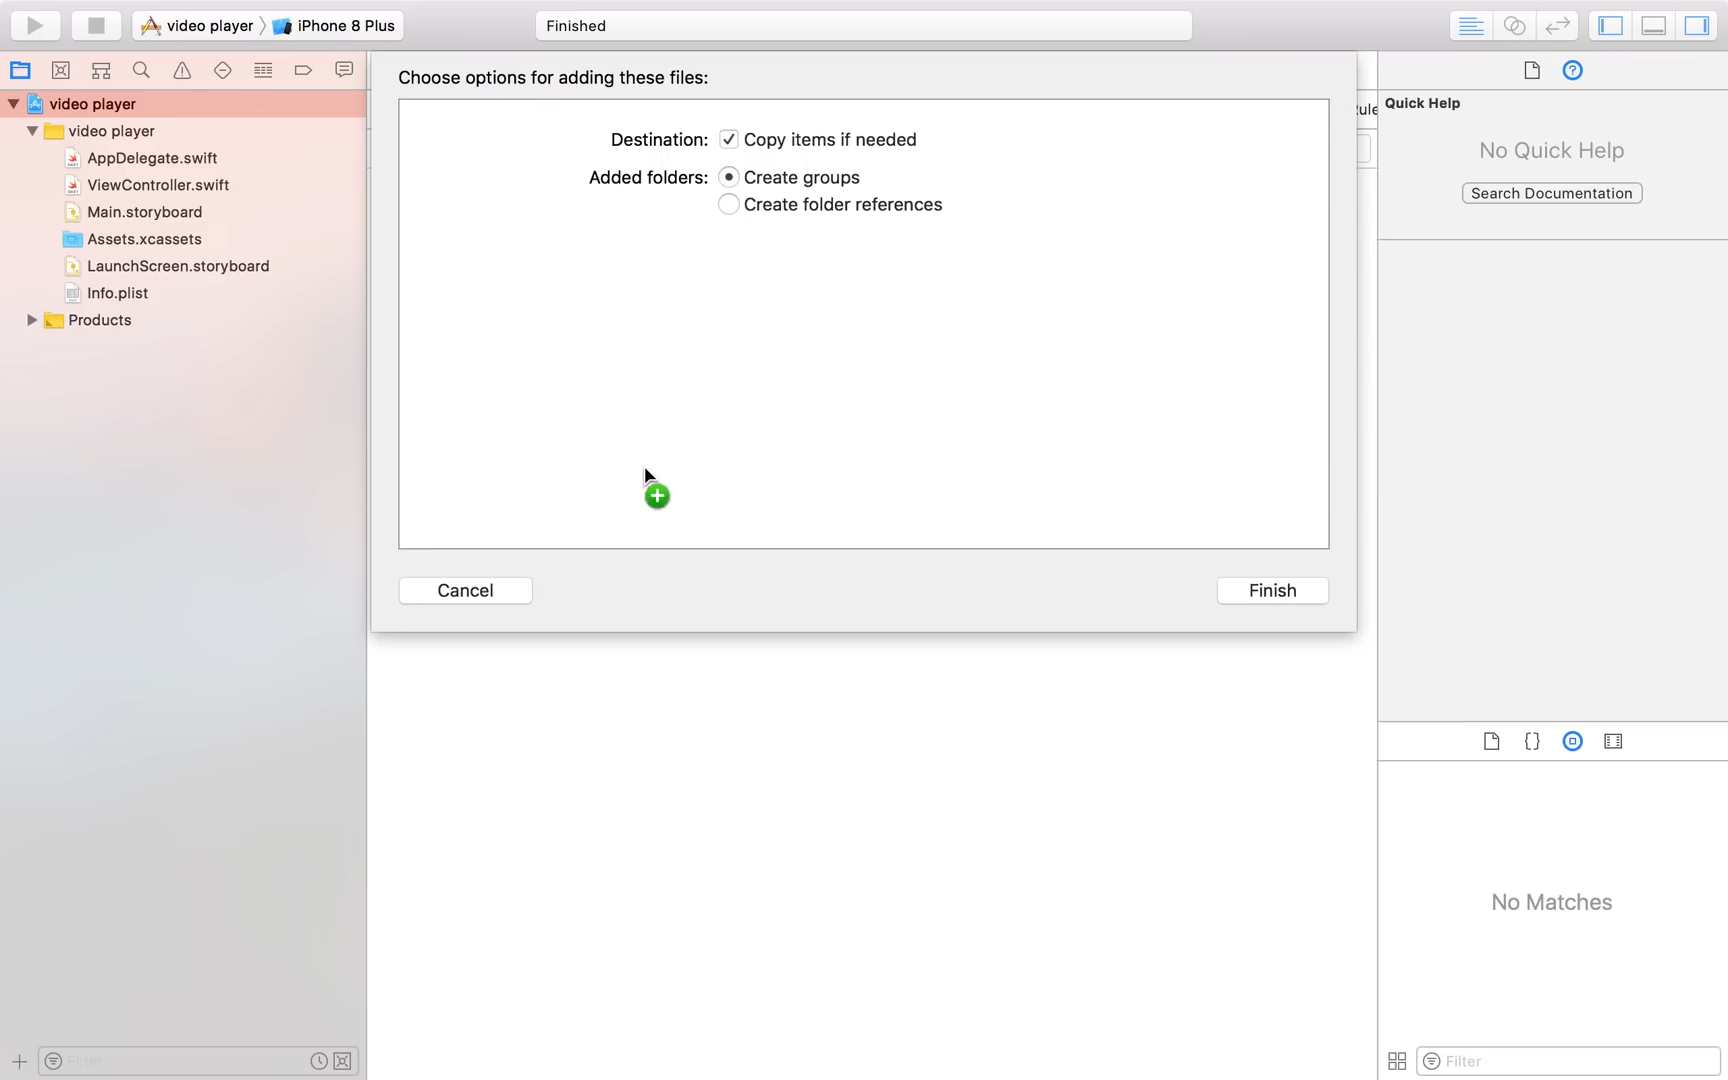 video player
iPhone 8 Plus
Finished
Choose options for adding these files:
Destination:
Copy items if needed
Added folders:
Create groups
Create folder references
Cancel
Finish
video player
video player
AppDelegate.swift
ViewController.swift
Main.storyboard
Assets.xcassets
LaunchScreen.storyboard
Info.plist
Products
Filter
Quick Help
No Quick Help
Search Documentation
{}
No Matches
Filter